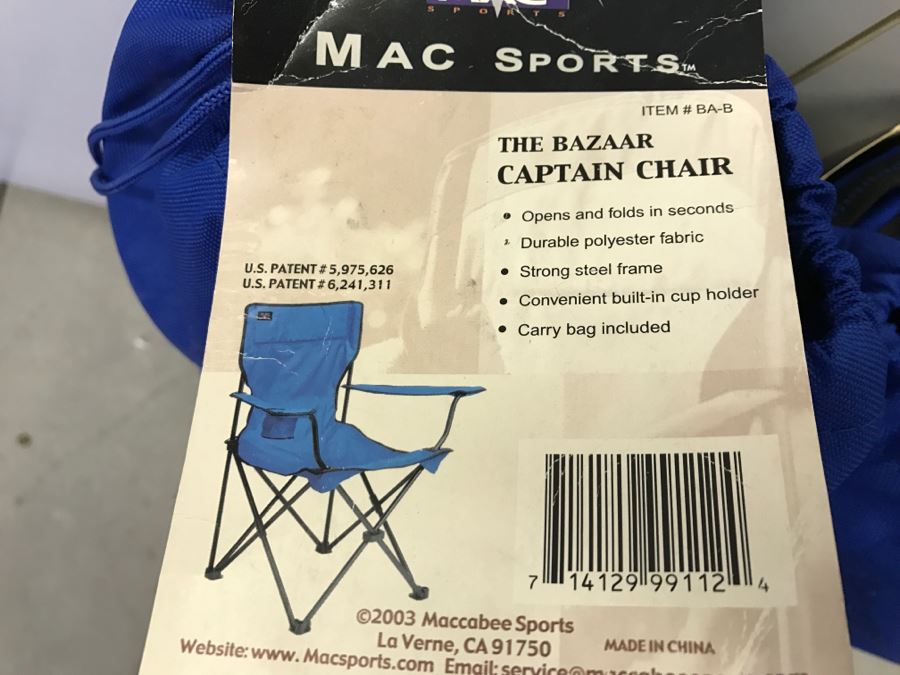 SPORTS
MAC SPORTS™
ITEM # BA-B
THE BAZAAR
CAPTAIN CHAIR
• Opens and folds in seconds
• Durable polyester fabric
• Strong steel frame
• Convenient built-in cup holder
• Carry bag included
U.S. PATENT # 5,975,626
U.S. PATENT # 6,241,311
7 14129 99112 4
©2003 Maccabee Sports
La Verne, CA 91750
MADE IN CHINA
Website: www.Macsports.com Email: